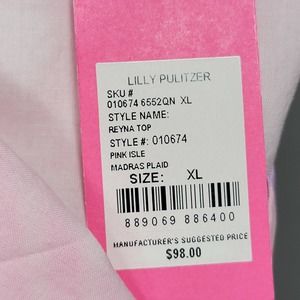 LILLY PULITZER
SKU #
010674 6552QN XL
STYLE NAME:
REYNA TOP
STYLE #: 010674
PINK ISLE
MADRAS PLAID
SIZE: XL
889069 886400
MANUFACTURER'S SUGGESTED PRICE
$98.00